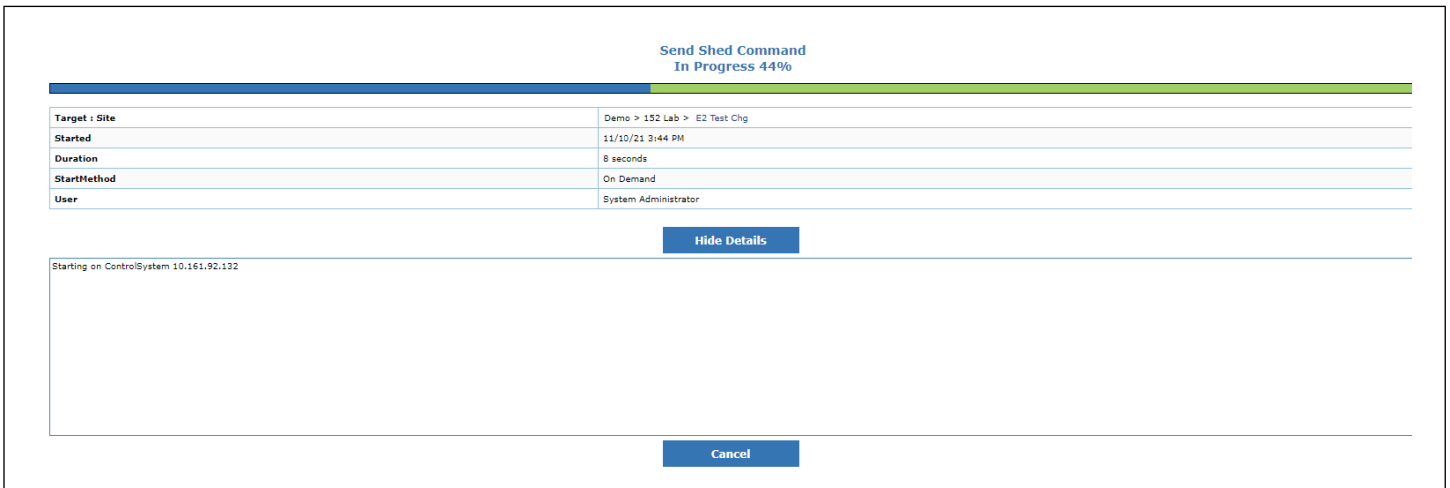 Send Shed Command
In Progress 44%
Target : Site Demo > 152 Lab > E2 Test Chg
Started 11/10/21 3:44 PM
Duration 8 seconds
StartMethod On Demand
User System Administrator
Hide Details
Starting on ControlSystem 10.161.92.132
Cancel